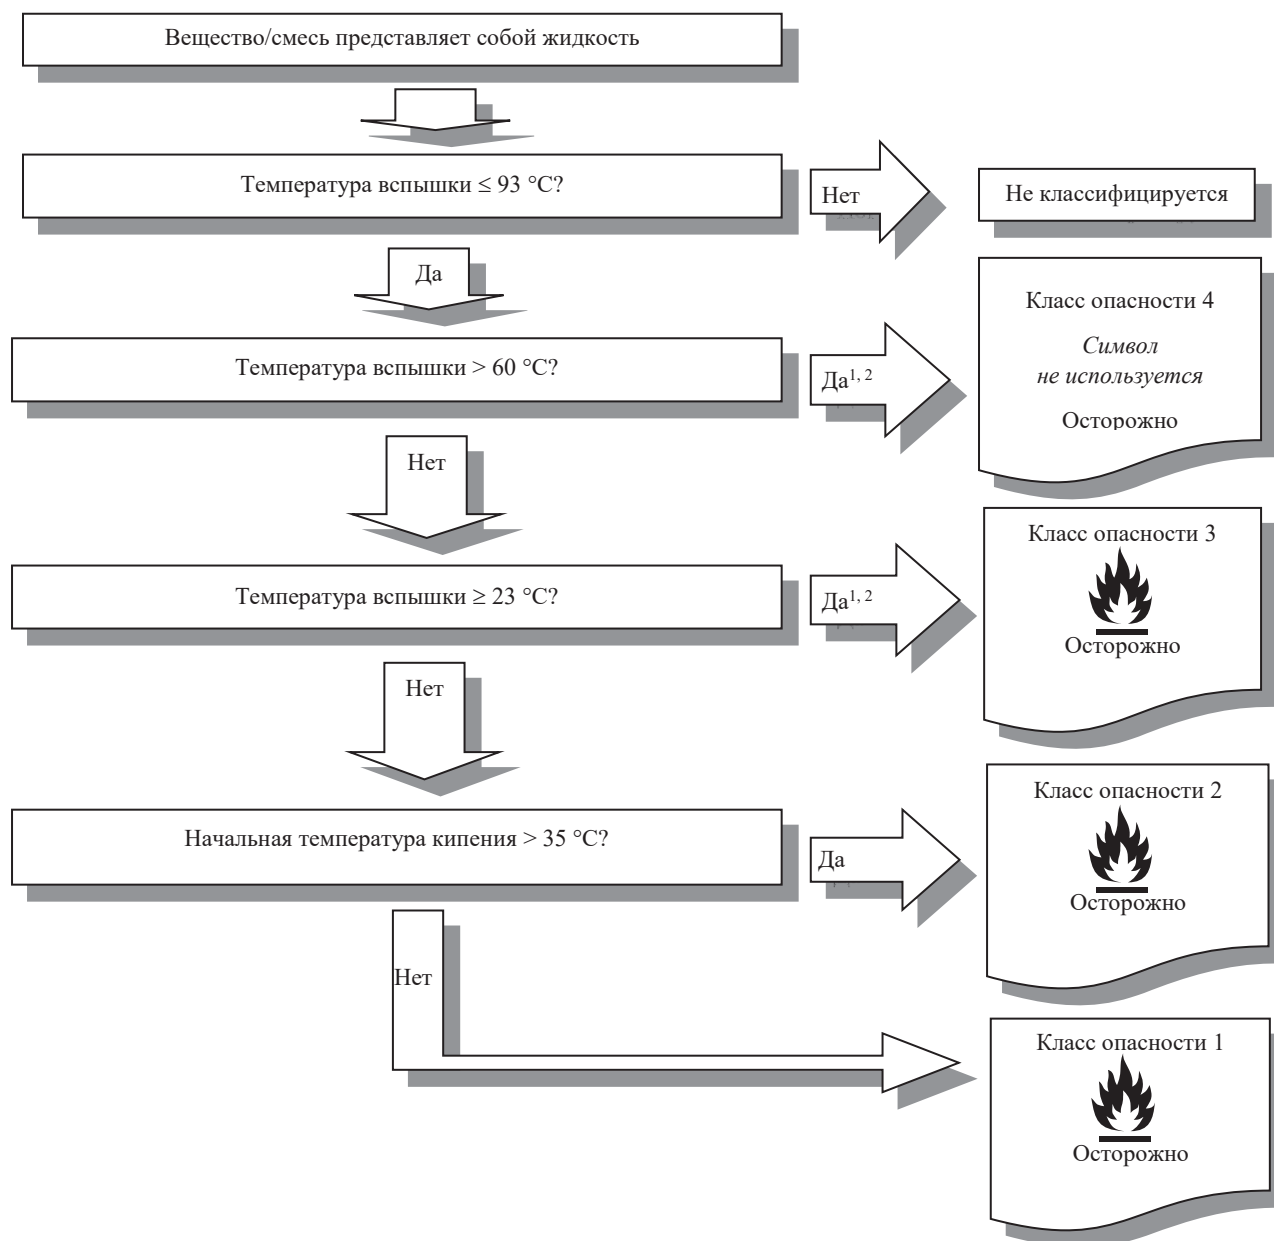 Вещество/смесь представляет собой жидкость
Температура вспышки ≤ 93 °C?
Нет
Не классифицируется
Да
Температура вспышки > 60 °C?
Да1, 2
Класс опасности 4
Символ
не используется
Осторожно
Нет
Температура вспышки ≥ 23 °C?
Да1, 2
Класс опасности 3
Осторожно
Нет
Начальная температура кипения > 35 °C?
Да
Класс опасности 2
Осторожно
Нет
Класс опасности 1
Осторожно